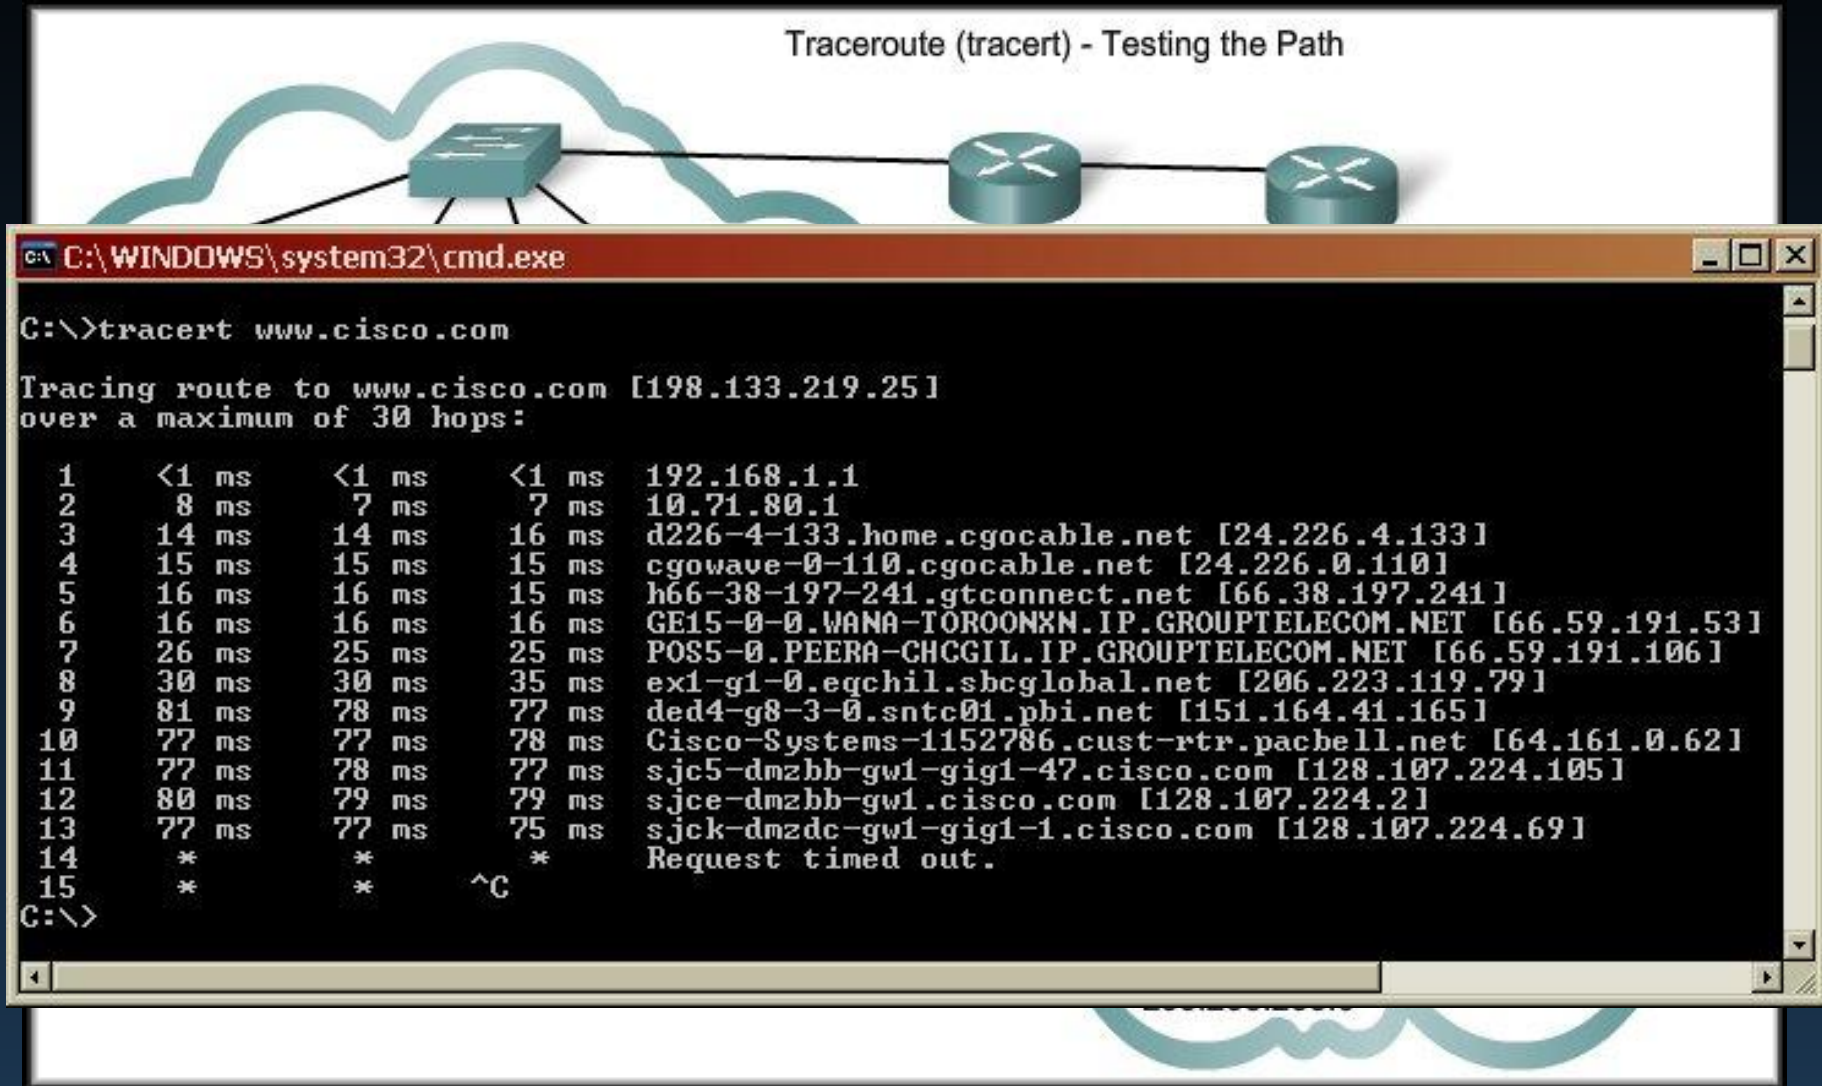 Traceroute (tracert) - Testing the Path
C:\WINDOWS\system32\cmd.exe
C:\>tracert www.cisco.com
Tracing route to www.cisco.com [198.133.219.25]
over a maximum of 30 hops:
1 <1 ms <1 ms <1 ms 192.168.1.1
2 8 ms 7 ms 7 ms 10.71.80.1
3 14 ms 14 ms 16 ms d226-4-133.home.cgocable.net [24.226.4.133]
4 15 ms 15 ms 15 ms cgowave-0-110.cgocable.net [24.226.0.110]
5 16 ms 16 ms 15 ms h66-38-197-241.gtconnect.net [66.38.197.241]
6 16 ms 16 ms 16 ms GE15-0-0.WANA-TOROONXN.IP.GROUPTELECOM.NET [66.59.191.53]
7 26 ms 25 ms 25 ms POS5-0.PEERA-CHCGIL.IP.GROUPTELECOM.NET [66.59.191.106]
8 30 ms 30 ms 35 ms ex1-g1-0.eqchil.sbcglobal.net [206.223.119.79]
9 81 ms 78 ms 77 ms ded4-g8-3-0.sntc01.pbi.net [151.164.41.165]
10 77 ms 77 ms 78 ms Cisco-Systems-1152786.cust-rtr.pacbell.net [64.161.0.62]
11 77 ms 78 ms 77 ms sjc5-dmzbb-gw1-gig1-47.cisco.com [128.107.224.105]
12 80 ms 79 ms 79 ms sjce-dmzbb-gw1.cisco.com [128.107.224.2]
13 77 ms 77 ms 75 ms sjck-dmzdc-gw1-gig1-1.cisco.com [128.107.224.69]
14 * * * Request timed out.
15 * * ^C
C:\>